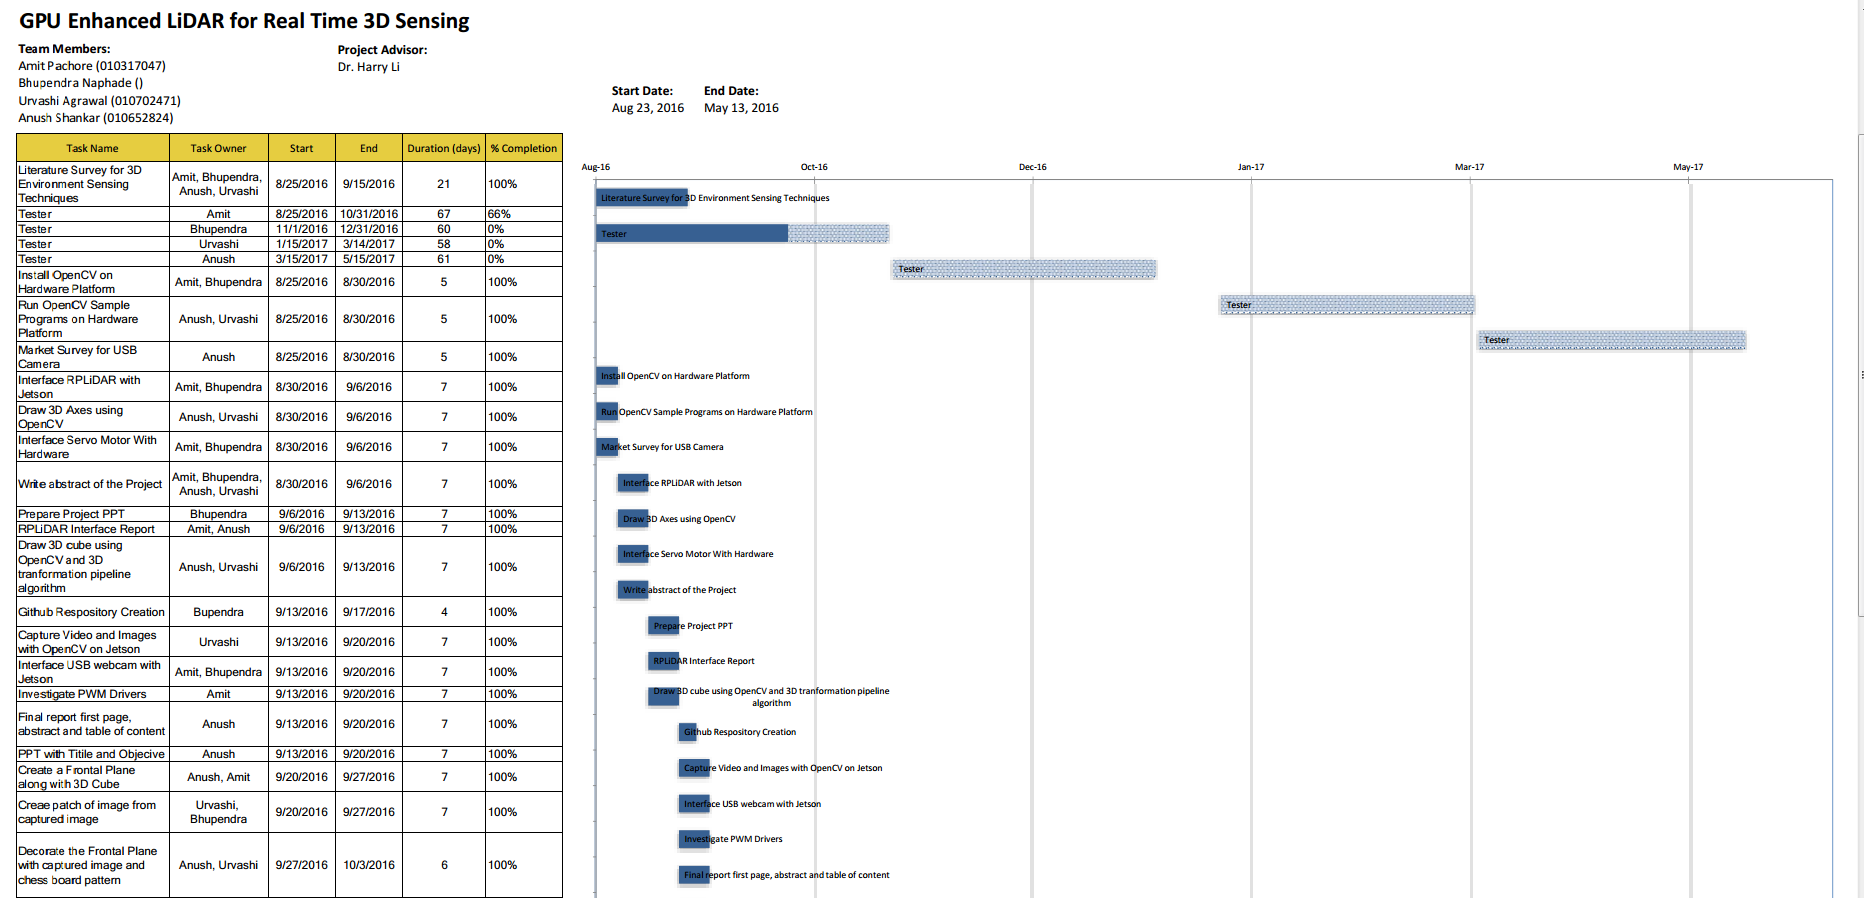 GPU Enhanced LiDAR for Real Time 3D Sensing
Team Members:
Project Advisor:
Amit Pachore (010317047)
Dr. Harry Li
Bhupendra Naphade ()
Urvashi Agrawal (010702471)
Anush Shankar (010652824)
Start Date:
End Date:
Aug 23, 2016
May 13, 2016
Task Name
Task Owner
Start
End
Duration (days)
% Completion
Literature Survey for 3D
Environment Sensing
Techniques
Amit, Bhupendra,
Anush, Urvashi
8/25/2016
9/15/2016
21
100%
Tester
Amit
8/25/2016
10/31/2016
67
66%
Tester
Bhupendra
11/1/2016
12/31/2016
60
0%
Tester
Urvashi
1/15/2017
3/14/2017
58
0%
Tester
Anush
3/15/2017
5/15/2017
61
0%
Install OpenCV on
Hardware Platform
Amit, Bhupendra
8/25/2016
8/30/2016
5
100%
Run OpenCV Sample
Programs on Hardware
Platform
Anush, Urvashi
8/25/2016
8/30/2016
5
100%
Market Survey for USB
Camera
Anush
8/25/2016
8/30/2016
5
100%
Interface RPLiDAR with
Jetson
Amit, Bhupendra
8/30/2016
9/6/2016
7
100%
Draw 3D Axes using
OpenCV
Anush, Urvashi
8/30/2016
9/6/2016
7
100%
Interface Servo Motor With
Hardware
Amit, Bhupendra
8/30/2016
9/6/2016
7
100%
Write abstract of the Project
Amit, Bhupendra,
Anush, Urvashi
8/30/2016
9/6/2016
7
100%
Prepare Project PPT
Bhupendra
9/6/2016
9/13/2016
7
100%
RPLiDAR Interface Report
Amit, Anush
9/6/2016
9/13/2016
7
100%
Draw 3D cube using
OpenCV and 3D
tranformation pipeline
algorithm
Anush, Urvashi
9/6/2016
9/13/2016
7
100%
Github Respository Creation
Bupendra
9/13/2016
9/17/2016
4
100%
Capture Video and Images
with OpenCV on Jetson
Urvashi
9/13/2016
9/20/2016
7
100%
Interface USB webcam with
Jetson
Amit, Bhupendra
9/13/2016
9/20/2016
7
100%
Investigate PWM Drivers
Amit
9/13/2016
9/20/2016
7
100%
Final report first page,
abstract and table of content
Anush
9/13/2016
9/20/2016
7
100%
PPT with Titile and Objecive
Anush
9/13/2016
9/20/2016
7
100%
Create a Frontal Plane
along with 3D Cube
Anush, Amit
9/20/2016
9/27/2016
7
100%
Creae patch of image from
captured image
Urvashi,
Bhupendra
9/20/2016
9/27/2016
7
100%
Decorate the Frontal Plane
with captured image and
chess board pattern
Anush, Urvashi
9/27/2016
10/3/2016
6
100%
Aug-16
Oct-16
Dec-16
Jan-17
Mar-17
May-17
Literature Survey for 3D Environment Sensing Techniques
Tester
Tester
Tester
Tester
Install OpenCV on Hardware Platform
Run OpenCV Sample Programs on Hardware Platform
Market Survey for USB Camera
Interface RPLiDAR with Jetson
Draw 3D Axes using OpenCV
Interface Servo Motor With Hardware
Write abstract of the Project
Prepare Project PPT
RPLiDAR Interface Report
Draw 3D cube using OpenCV and 3D tranformation pipeline
algorithm
Github Respository Creation
Capture Video and Images with OpenCV on Jetson
Interface USB webcam with Jetson
Investigate PWM Drivers
Final report first page, abstract and table of content